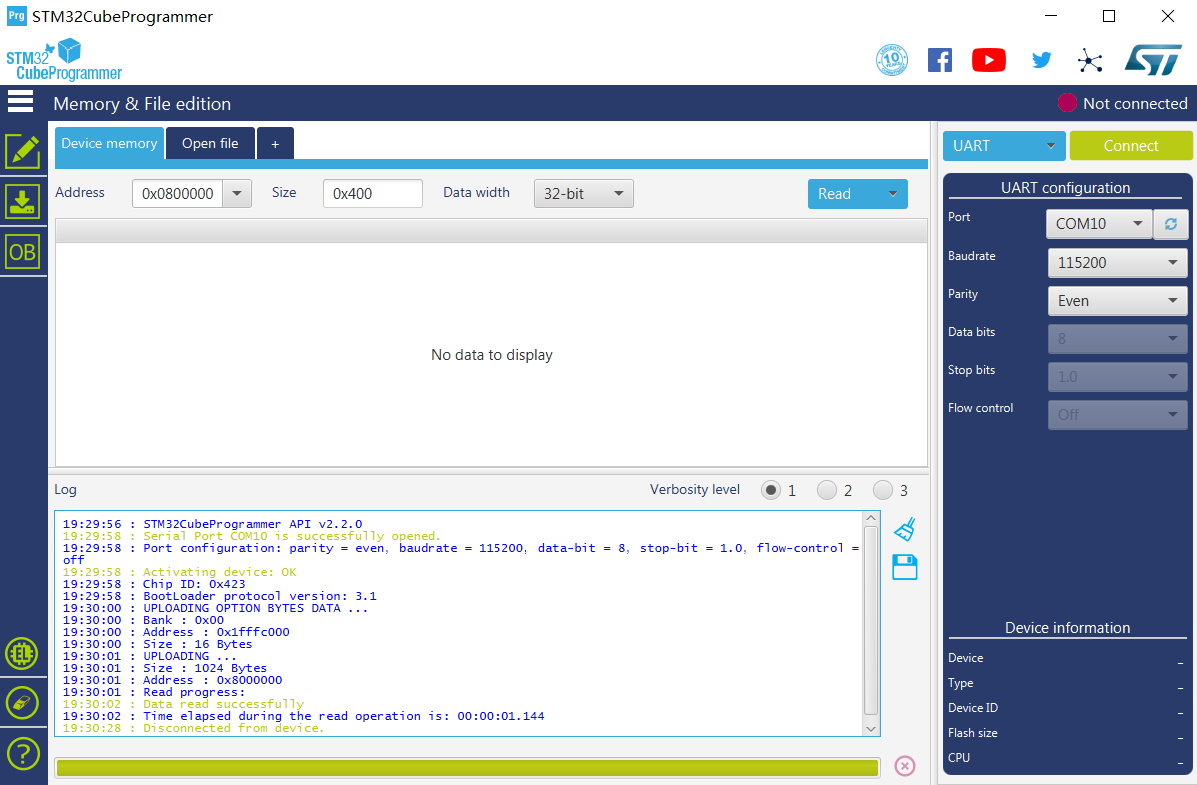 Prg STM32CubeProgrammer
STM32
CubeProgrammer
10
Memory & File edition
Not connected
Device memory
Open file
+
UART
Connect
Address
0x0800000
Size
0x400
Data width
32-bit
Read
OB
No data to display
UART configuration
Port
COM10
Baudrate
115200
Parity
Even
Data bits
8
Stop bits
1.0
Flow control
Off
Log
Verbosity level
1
2
3
19:29:56 : STM32CubeProgrammer API v2.2.0
19:29:58 : Serial Port COM10 is successfully opened.
19:29:58 : Port configuration: parity = even, baudrate = 115200, data-bit = 8, stop-bit = 1.0, flow-control =
off
19:29:58 : Activating device: OK
19:29:58 : Chip ID: 0x423
19:29:58 : BootLoader protocol version: 3.1
19:30:00 : UPLOADING OPTION BYTES DATA ...
19:30:00 : Bank : 0x00
19:30:00 : Address : 0x1fffc000
19:30:00 : Size : 16 Bytes
19:30:01 : UPLOADING ...
19:30:01 : Size : 1024 Bytes
19:30:01 : Address : 0x8000000
19:30:01 : Read progress:
19:30:02 : Data read successfully
19:30:02 : Time elapsed during the read operation is: 00:00:01.144
19:30:28 : Disconnected from device.
Device information
Device
–
Type
–
Device ID
–
Flash size
–
CPU
–
?